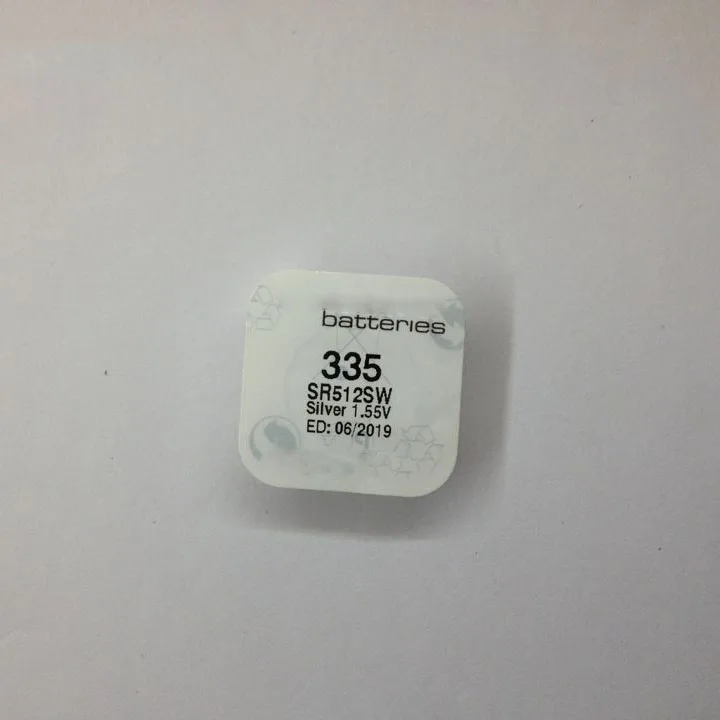 batteries
335
SR512SW
Silver 1.55V
ED: 06/2019